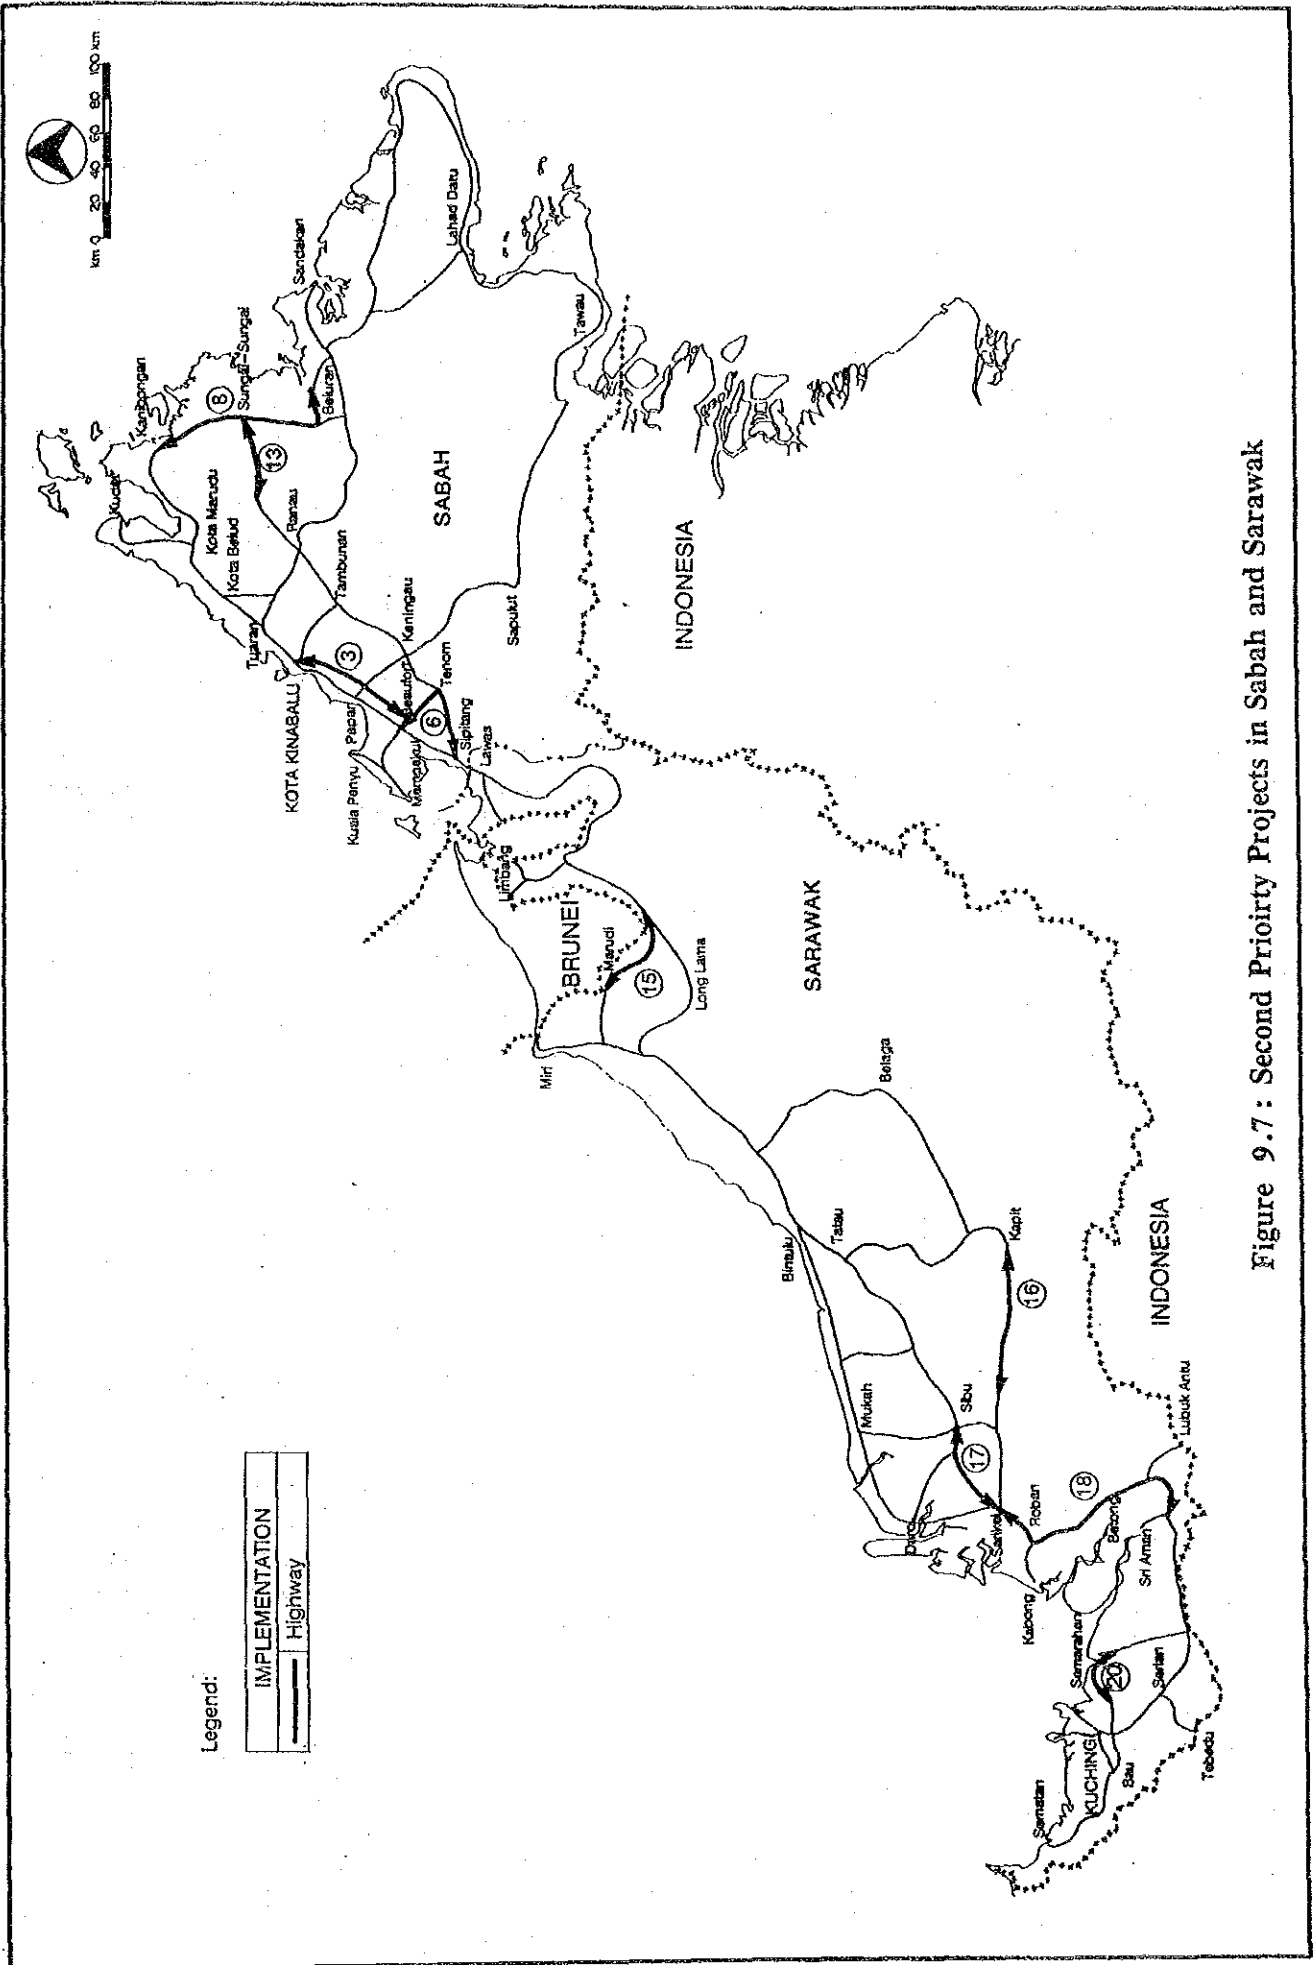 km 0 20 40 60 80 100 km
Legend:
IMPLEMENTATION
Highway
Kudat
Kanibongan
8
Sungai-Sungai
Sandakan
Kota Marudu
Kota Belud
13
Beluran
Ranau
Tuaran
Tambunan
KOTA KINABALU
3
SABAH
Lahad Datu
Papar
Kuala Penyu
Keningau
Beaufort
Tenom
6
Sipitang
Mempakul
Lawas
Sapulut
Tawau
INDONESIA
Limbang
BRUNEI
Marudi
15
Long Lama
Miri
SARAWAK
Belaga
Bintulu
Tatau
Kapit
16
Mukah
Sibu
17
Daro
Sarikei
Roban
18
Betong
Kabong
Sri Aman
Lubuk Antu
INDONESIA
Samarahan
20
Serian
Sematan
KUCHING
Bau
Tebedu
Figure 9.7: Second Prioirty Projects in Sabah and Sarawak